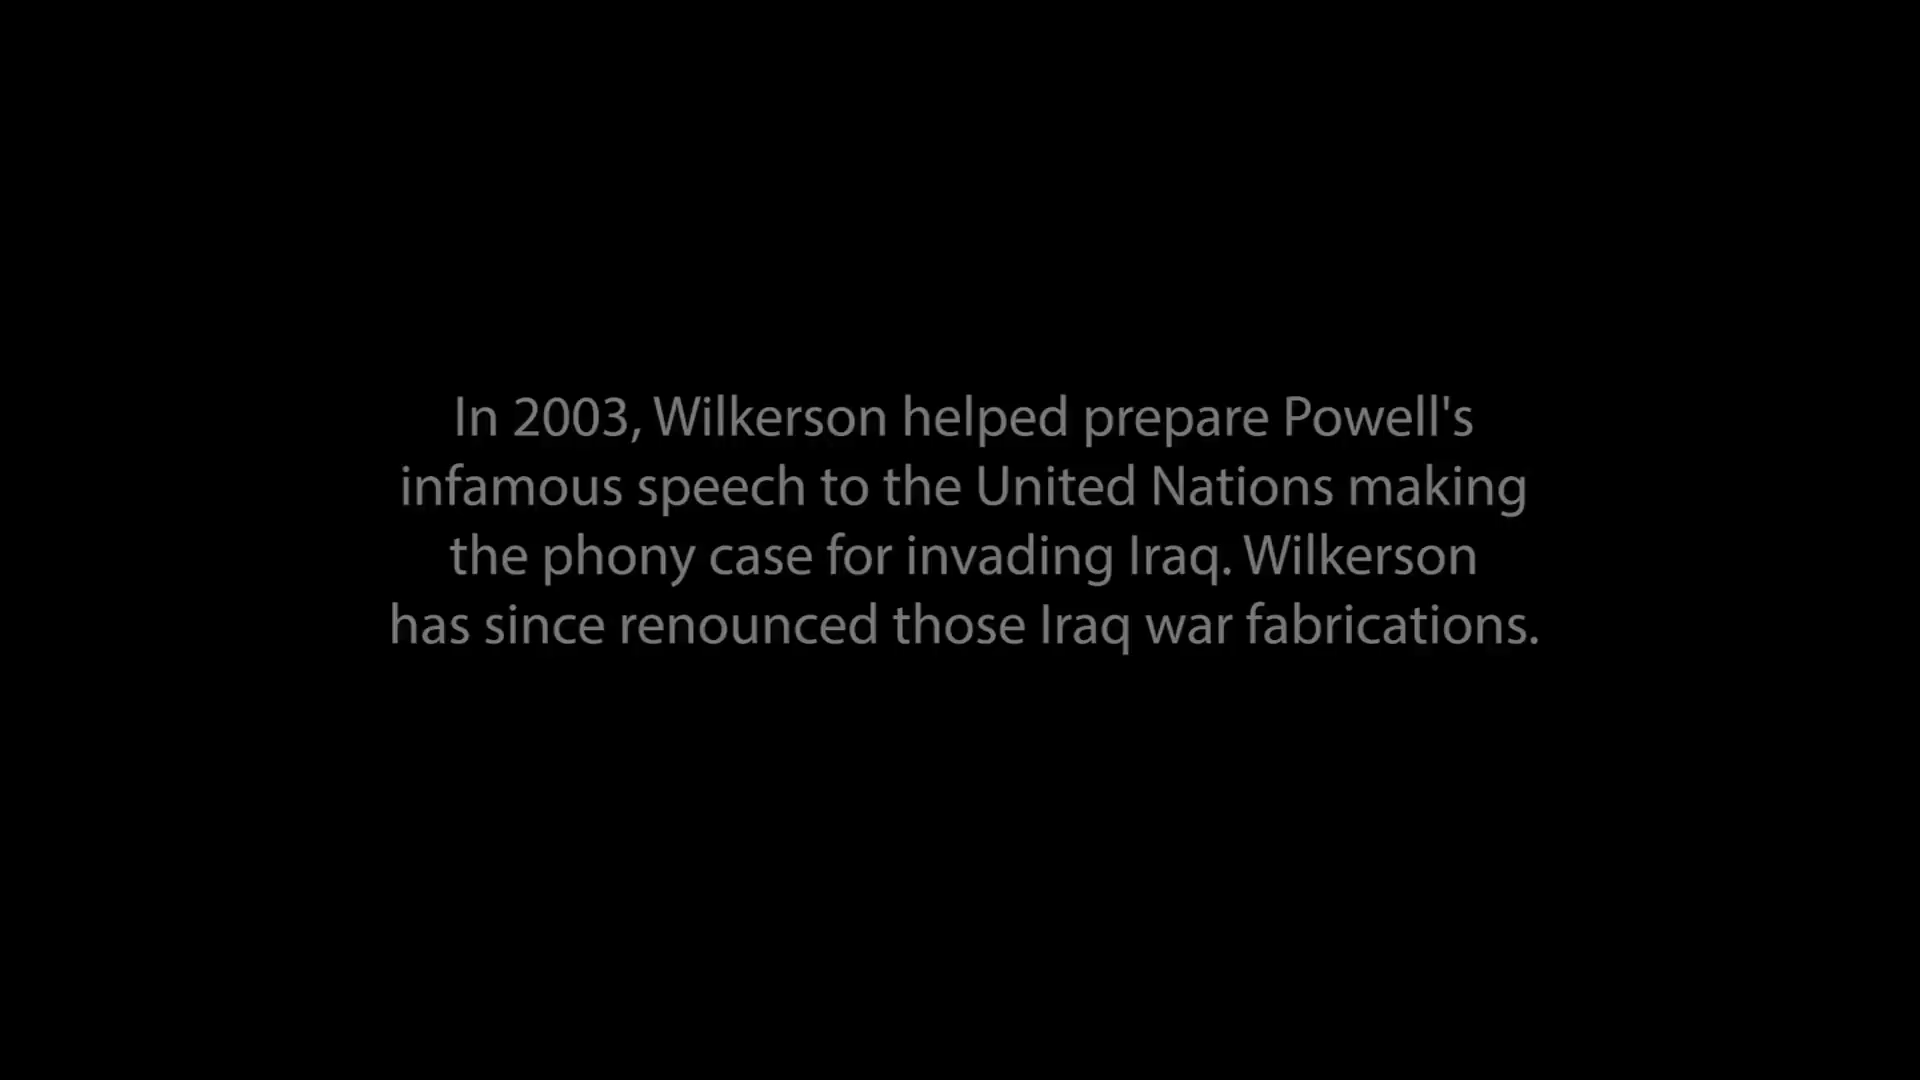 In 2003, Wilkerson helped prepare Powell's
infamous speech to the United Nations making
the phony case for invading Iraq. Wilkerson
has since renounced those Iraq war fabrications.